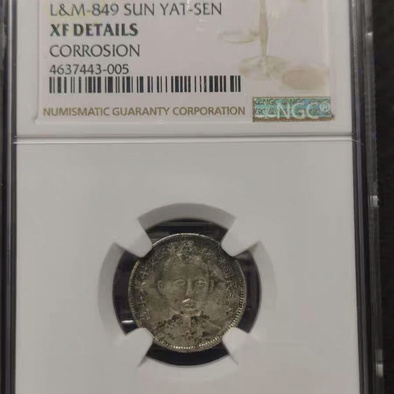 L&M-849 SUN YAT-SEN
XF DETAILS
CORROSION
4637443-005
NUMISMATIC GUARANTY CORPORATION
NGC®